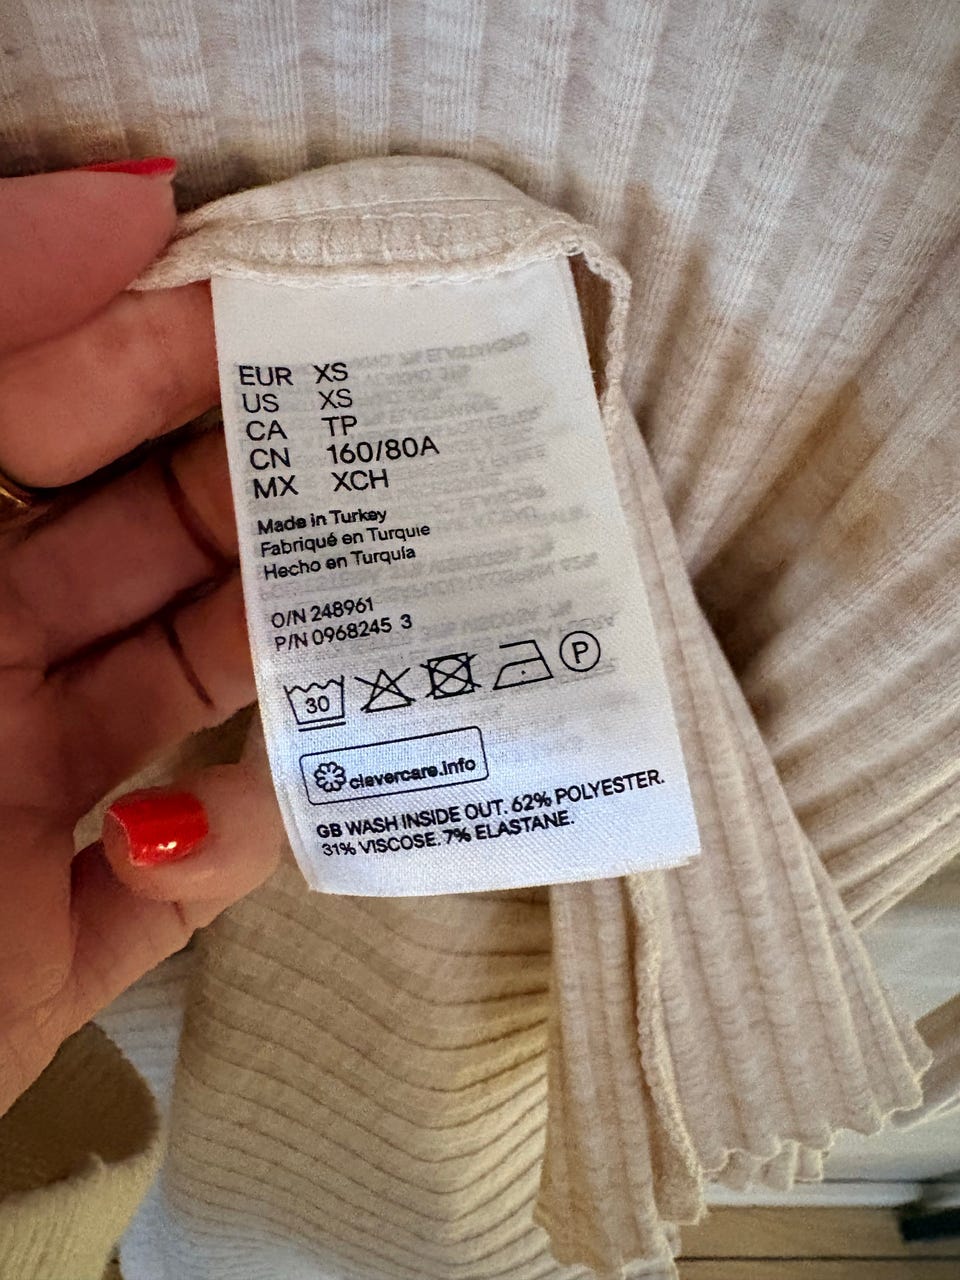 EUR XS
US XS
CA TP
CN 160/80A
MX XCH
Made in Turkey
Fabriqué en Turquie
Hecho en Turquía
O/N 248961
P/N 0968245 3
30
P
clevercare.info
GB WASH INSIDE OUT. 62% POLYESTER.
31% VISCOSE. 7% ELASTANE.